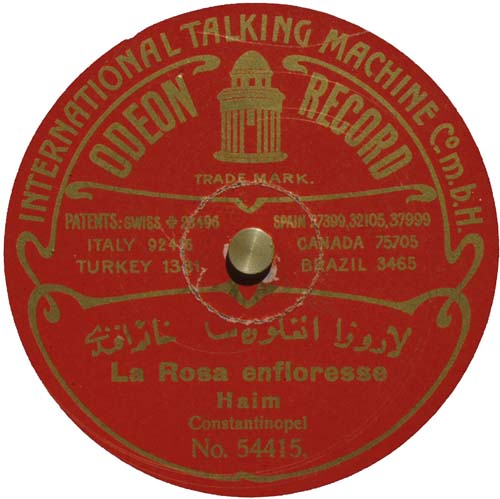 INTERNATIONAL TALKING MACHINE Co.m.b.H.
ODEON RECORD
TRADE MARK.
PATENTS: SWISS ✠ SPAIN 37399,32105,37999
ITALY CANADA 75705
TURKEY BRAZIL 3465
لاروزا
La Rosa enfloresse
Haim
Constantinopel
No. 54415.